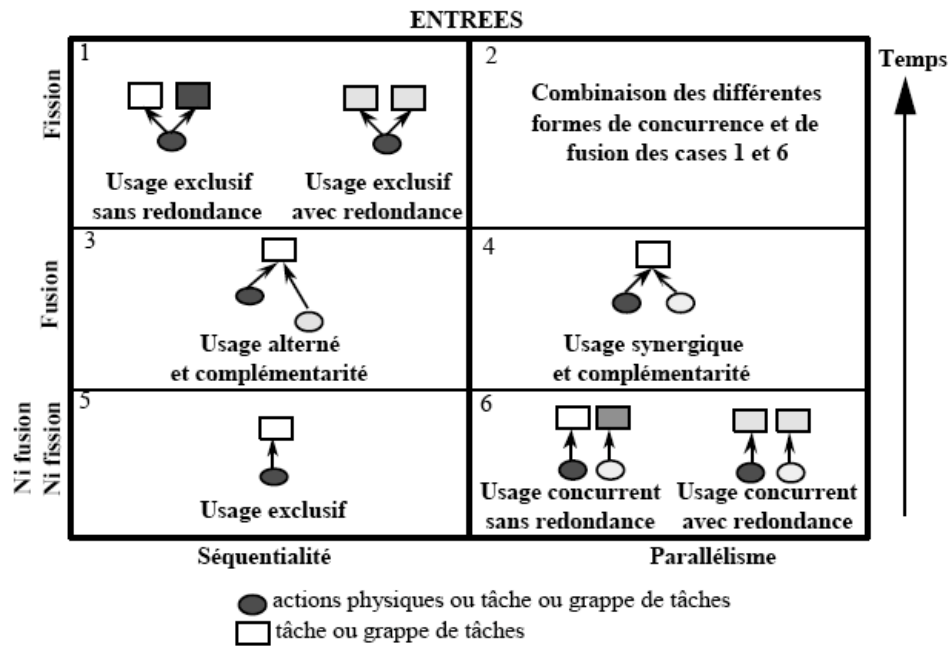 ENTREES
Temps
Fission
1
Usage exclusif
sans redondance
Usage exclusif
avec redondance
2
Combinaison des différentes
formes de concurrence et de
fusion des cases 1 et 6
Fusion
3
Usage alterné
et complémentarité
4
Usage synergique
et complémentarité
Ni fusion
Ni fission
5
Usage exclusif
6
Usage concurrent
sans redondance
Usage concurrent
avec redondance
Séquentialité
Parallélisme
actions physiques ou tâche ou grappe de tâches
tâche ou grappe de tâches